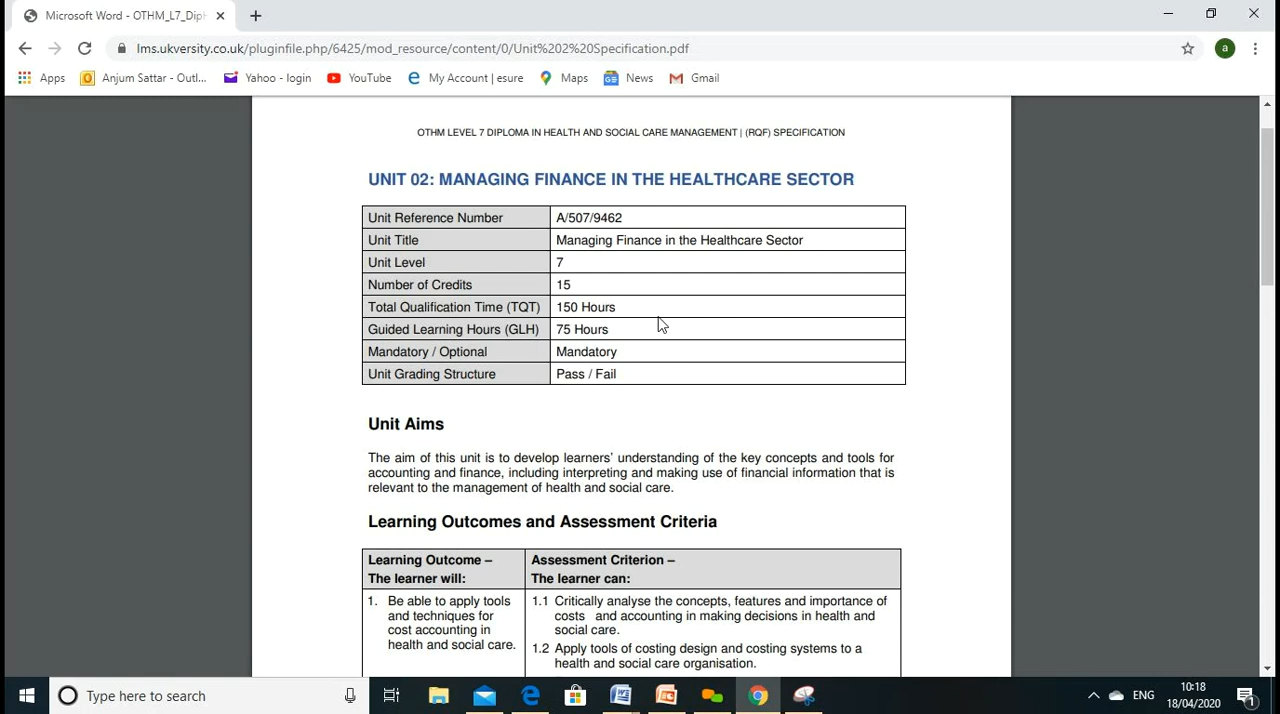 Microsoft Word - OTHM_L7_Dip
lms.ukversity.co.uk/pluginfile.php/6425/mod_resource/content/0/Unit%202%20Specification.pdf
a
Apps Anjum Sattar - Outl... Yahoo - login YouTube My Account | esure Maps News Gmail
OTHM LEVEL 7 DIPLOMA IN HEALTH AND SOCIAL CARE MANAGEMENT | (RQF) SPECIFICATION
UNIT 02: MANAGING FINANCE IN THE HEALTHCARE SECTOR
Unit Reference Number A/507/9462
Unit Title Managing Finance in the Healthcare Sector
Unit Level 7
Number of Credits 15
Total Qualification Time (TQT) 150 Hours
Guided Learning Hours (GLH) 75 Hours
Mandatory / Optional Mandatory
Unit Grading Structure Pass / Fail
Unit Aims
The aim of this unit is to develop learners' understanding of the key concepts and tools for
accounting and finance, including interpreting and making use of financial information that is
relevant to the management of health and social care.
Learning Outcomes and Assessment Criteria
Learning Outcome –
The learner will:
Assessment Criterion –
The learner can:
1. Be able to apply tools
and techniques for
cost accounting in
health and social care.
1.1 Critically analyse the concepts, features and importance of
costs and accounting in making decisions in health and
social care.
1.2 Apply tools of costing design and costing systems to a
health and social care organisation.
Type here to search
ENG
10:18
18/04/2020
1